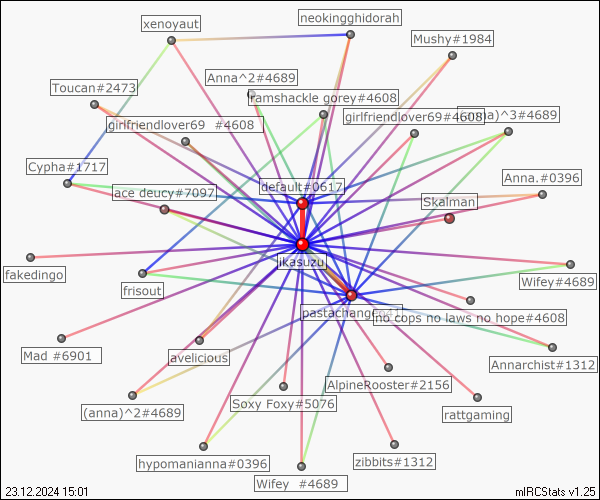 xenoyaut
neokingghidorah
Mushy#1984
Anna^2#4689
Toucan#2473
ramshackle gorey#4608
girlfriendlover69 #4608
girlfriendlover69#4608
)^3#4689
Cypha#1717
default#0617
ace deucy#7097
Skalman
Anna.#0396
jikasuzu
fakedingo
frisout
Wifey#4689
no cops no laws no hope#4608
Mad #6901
avelicious
Annarchist#1312
AlpineRooster#2156
(anna)^2#4689
Soxy Foxy#5076
rattgaming
hypomanianna#0396
zibbits#1312
Wifey #4689
23.12.2024 15:01
mIRCStats v1.25